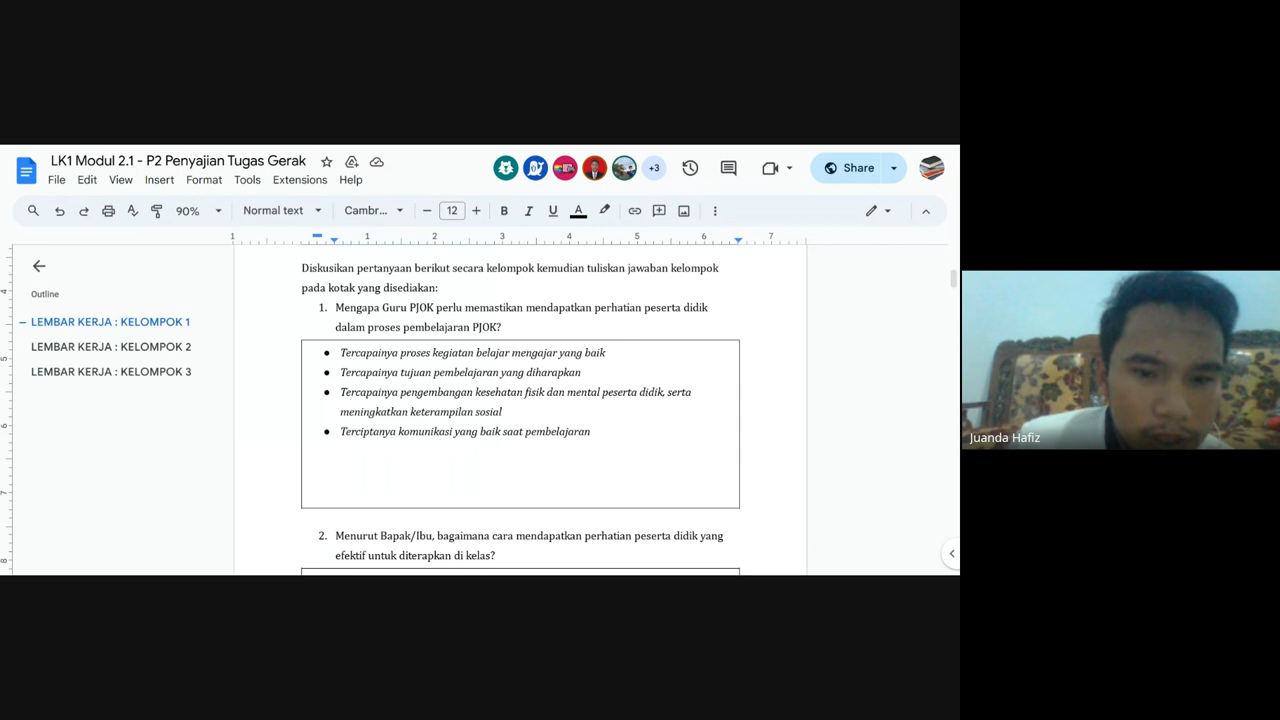 LK1 Modul 2.1 - P2 Penyajian Tugas Gerak
File Edit View Insert Format Tools Extensions Help
+3
Share
90% Normal text Cambr... 12 B I U A
1 1 2 3 4 5 6 7
Outline
LEMBAR KERJA : KELOMPOK 1
LEMBAR KERJA : KELOMPOK 2
LEMBAR KERJA : KELOMPOK 3
4
5
6
7
8
Diskusikan pertanyaan berikut secara kelompok kemudian tuliskan jawaban kelompok
pada kotak yang disediakan:
1. Mengapa Guru PJOK perlu memastikan mendapatkan perhatian peserta didik
dalam proses pembelajaran PJOK?
● Tercapainya proses kegiatan belajar mengajar yang baik
● Tercapainya tujuan pembelajaran yang diharapkan
● Tercapainya pengembangan kesehatan fisik dan mental peserta didik, serta
meningkatkan keterampilan sosial
● Terciptanya komunikasi yang baik saat pembelajaran
2. Menurut Bapak/Ibu, bagaimana cara mendapatkan perhatian peserta didik yang
efektif untuk diterapkan di kelas?
Juanda Hafiz